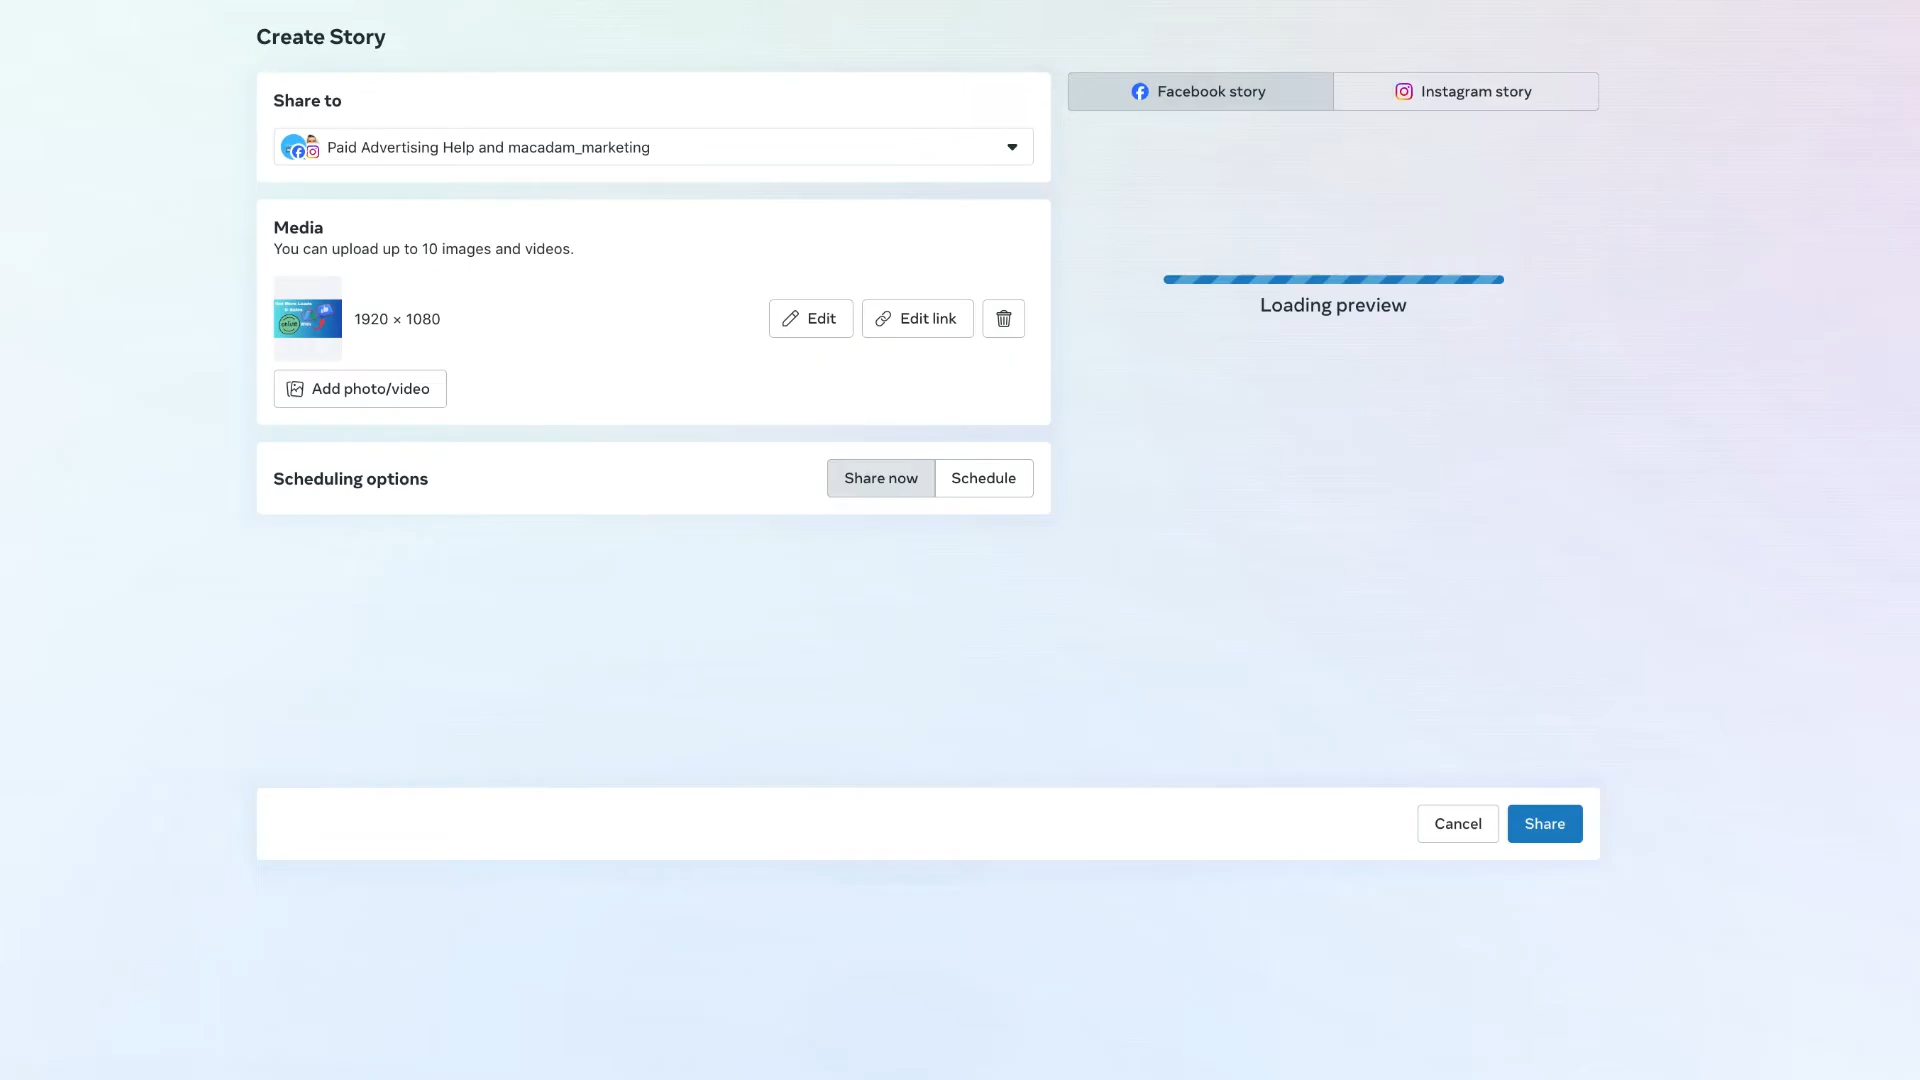 Create Story
Share to
Paid Advertising Help and macadam_marketing
Media
You can upload up to 10 images and videos.
1920 × 1080
Edit
Edit link
Add photo/video
Scheduling options
Share now
Schedule
Facebook story
Instagram story
Loading preview
Cancel
Share